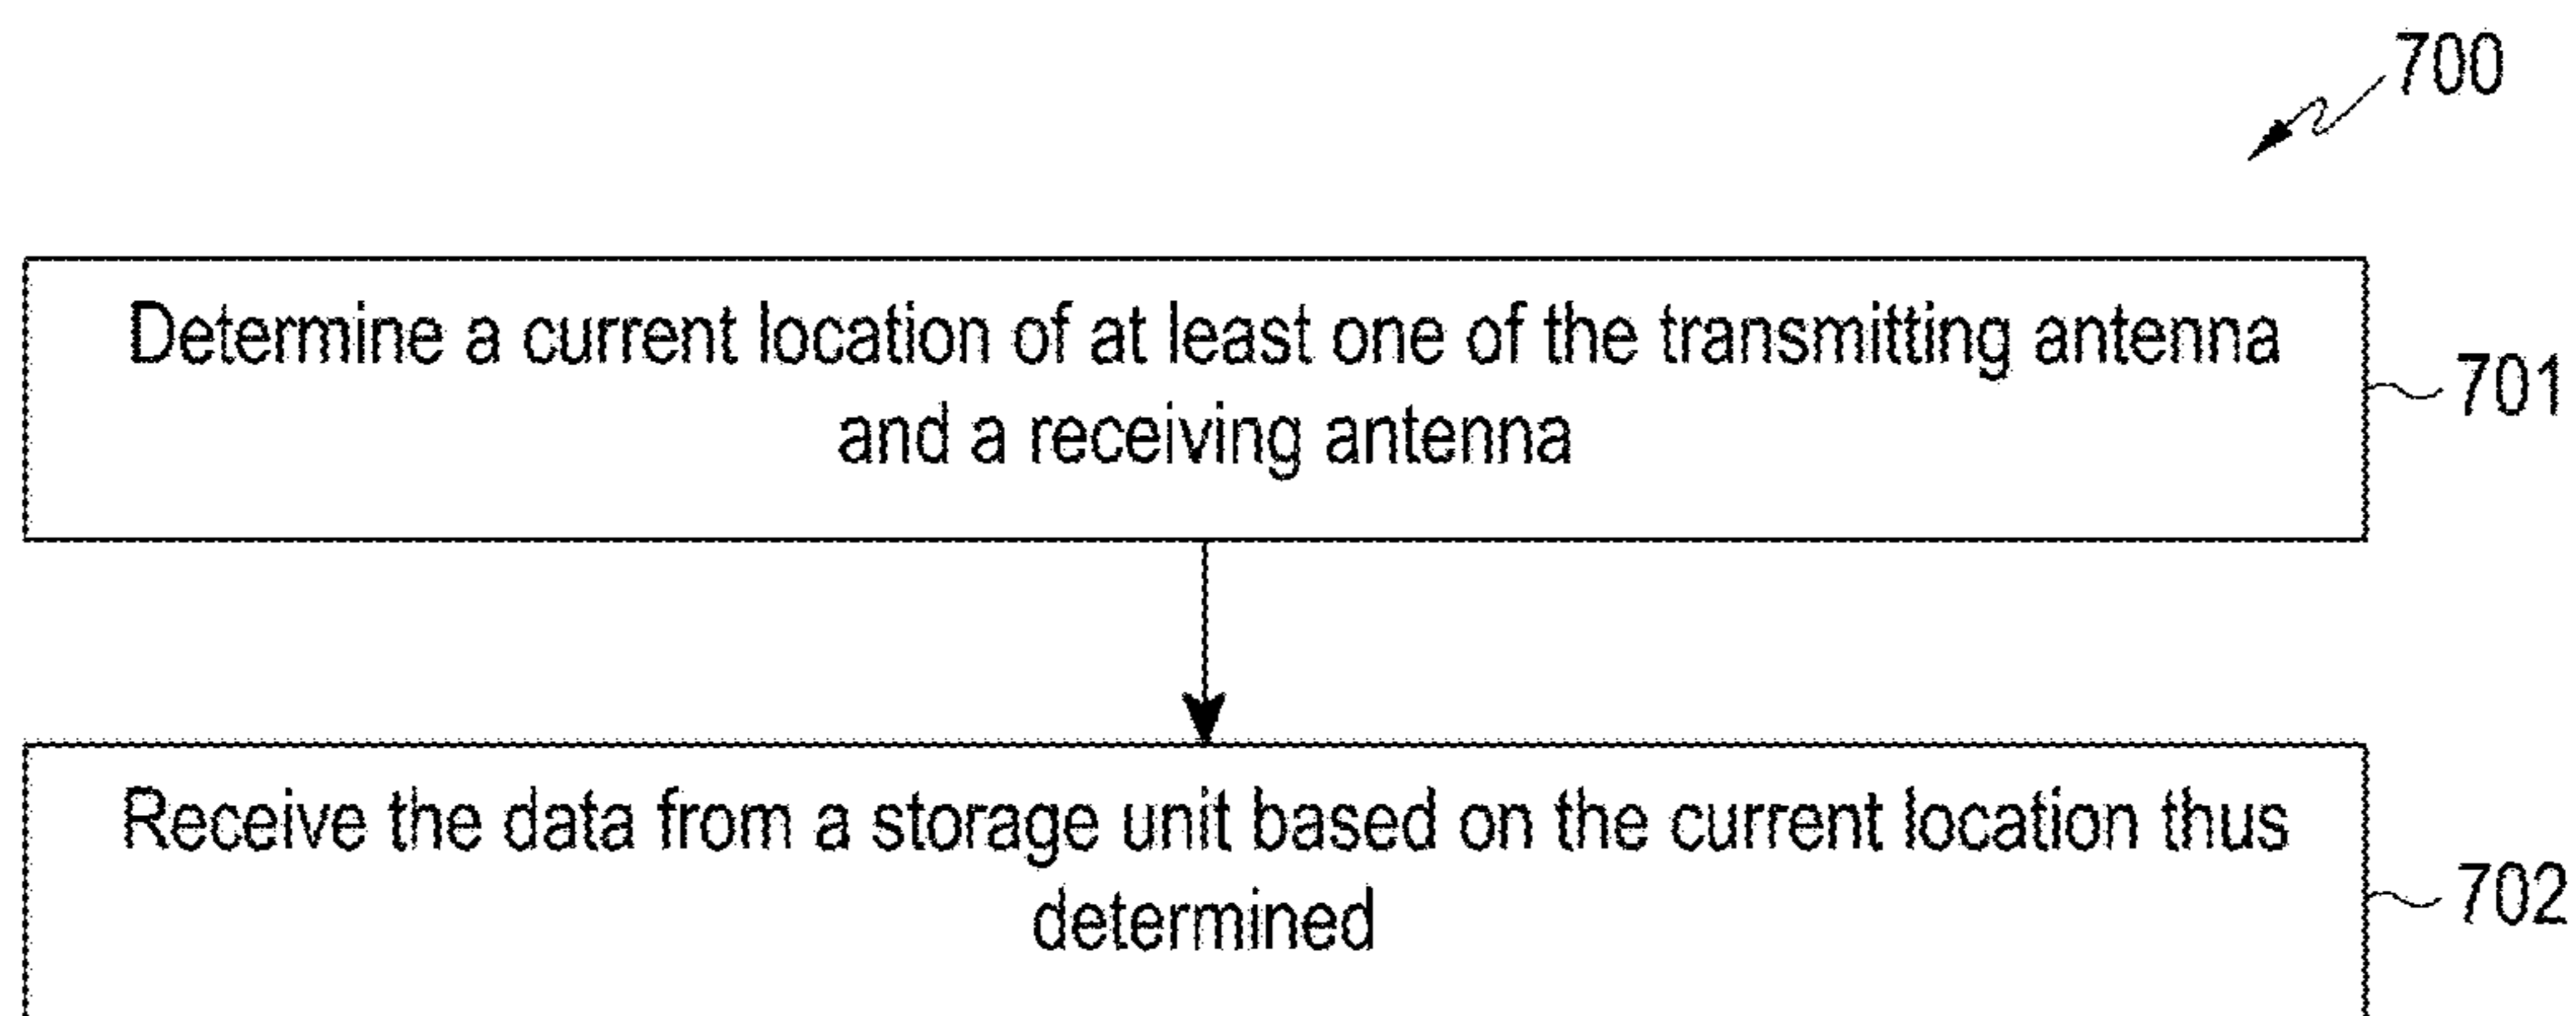 700
Determine a current location of at least one of the transmitting antenna
and a receiving antenna
701
Receive the data from a storage unit based on the current location thus
determined
702